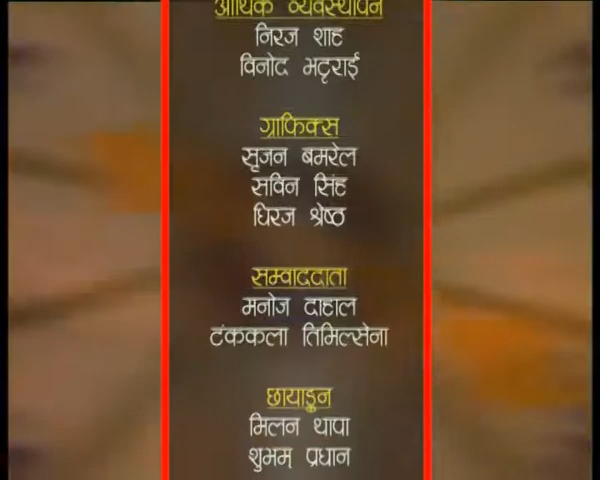 आर्थिक व्यवस्थापन
निरज शाह
विनोद भट्टराई
ग्राफिक्स
सृजन बमरेल
सविन सिंह
धिरज श्रेष्ठ
सम्वाददाता
मनोज दाहाल
टंककला तिमिल्सेना
छायाङ्कन
मिलन थापा
शुभम् प्रधान